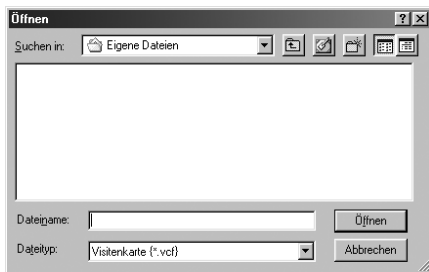 Öffnen
Suchen in: Eigene Dateien
Dateiname:
Öffnen
Dateityp: Visitenkarte (*.vcf)
Abbrechen